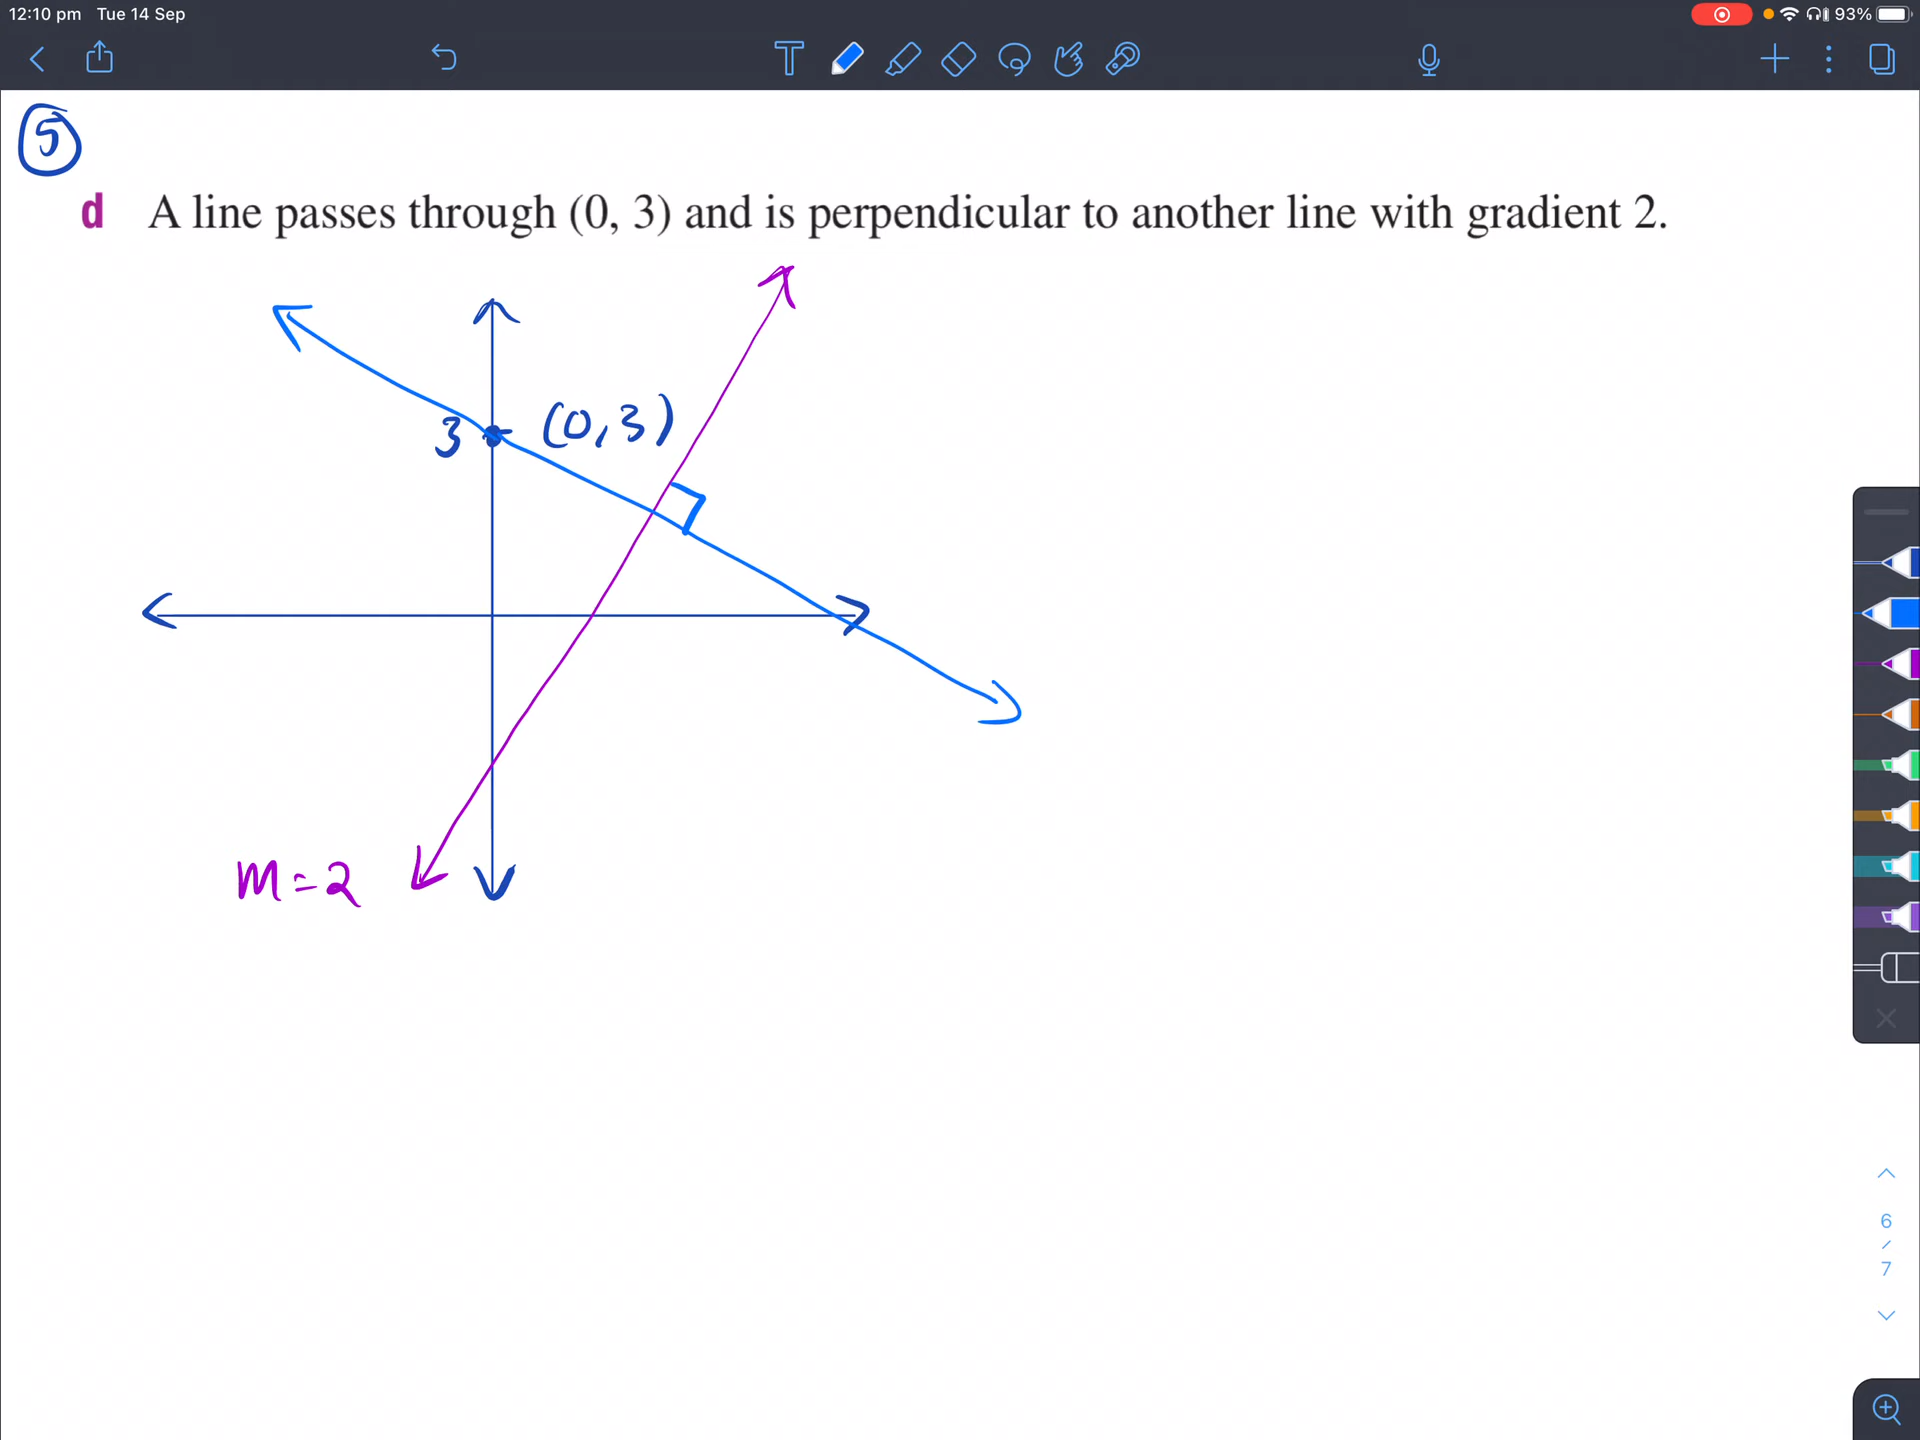 12:10 pm Tue 14 Sep
93%
5
d A line passes through (0, 3) and is perpendicular to another line with gradient 2.
3 (0,3)
m=2
6
/
7